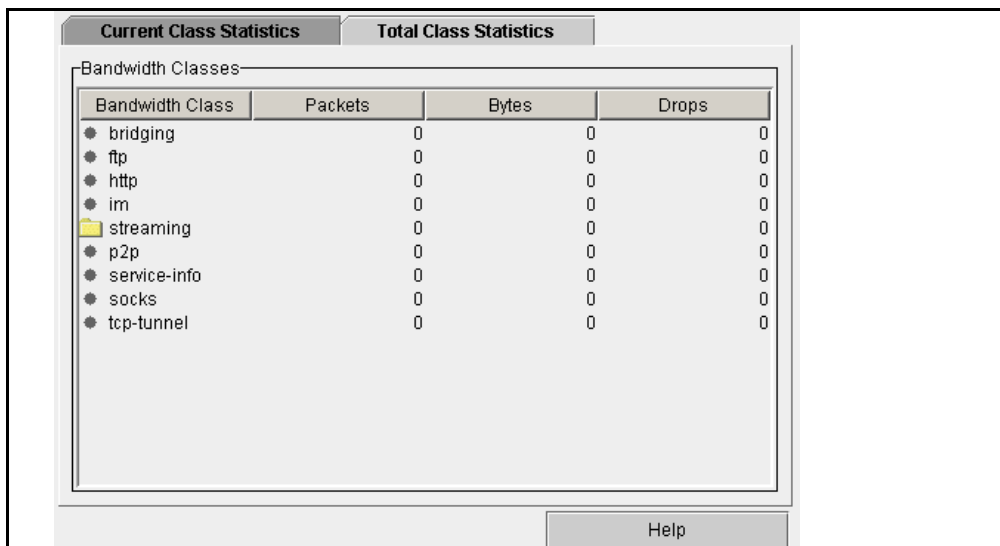 Current Class Statistics Total Class Statistics
Bandwidth Classes
Bandwidth Class Packets Bytes Drops
bridging 0 0 0
ftp 0 0 0
http 0 0 0
im 0 0 0
streaming 0 0 0
p2p 0 0 0
service-info 0 0 0
socks 0 0 0
tcp-tunnel 0 0 0
Help